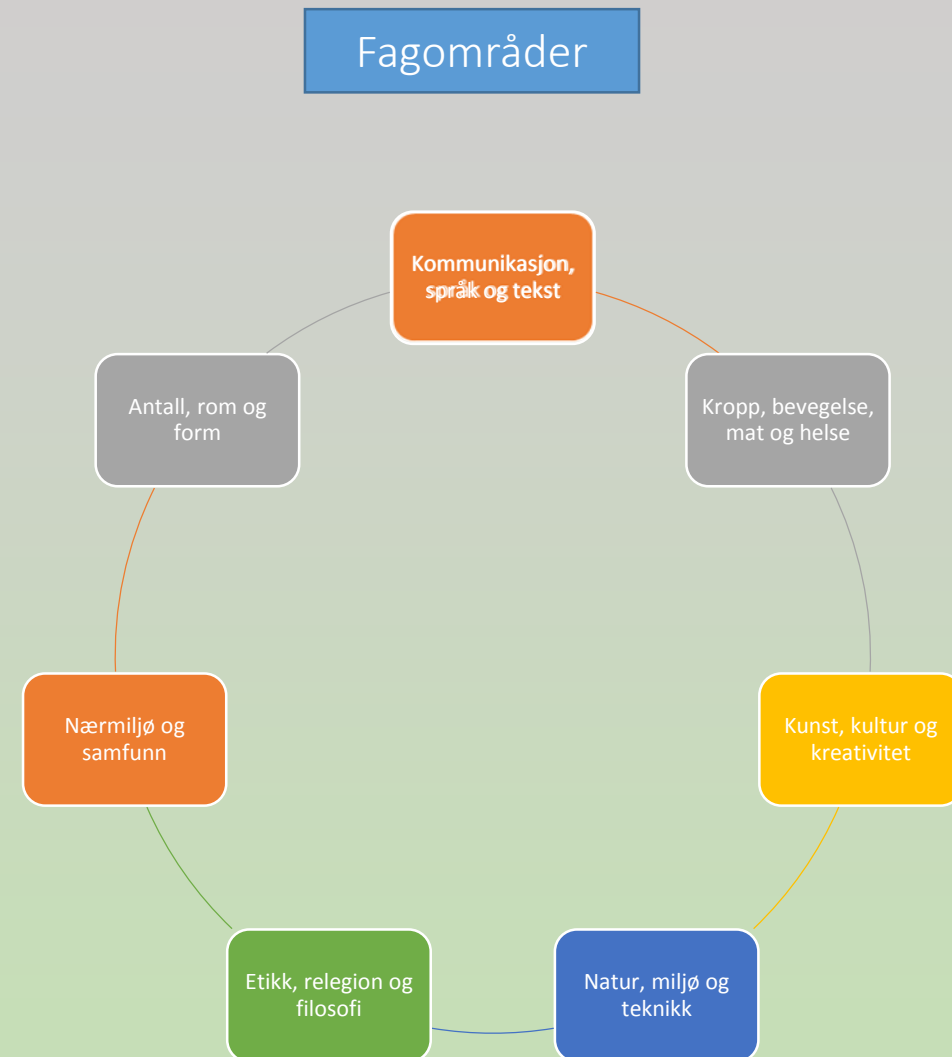 Fagområder
Kommunikasjon,
språk og tekst
Kropp, bevegelse,
mat og helse
Kunst, kultur og
kreativitet
Natur, miljø og
teknikk
Etikk, relegion og
filosofi
Nærmiljø og
samfunn
Antall, rom og
form